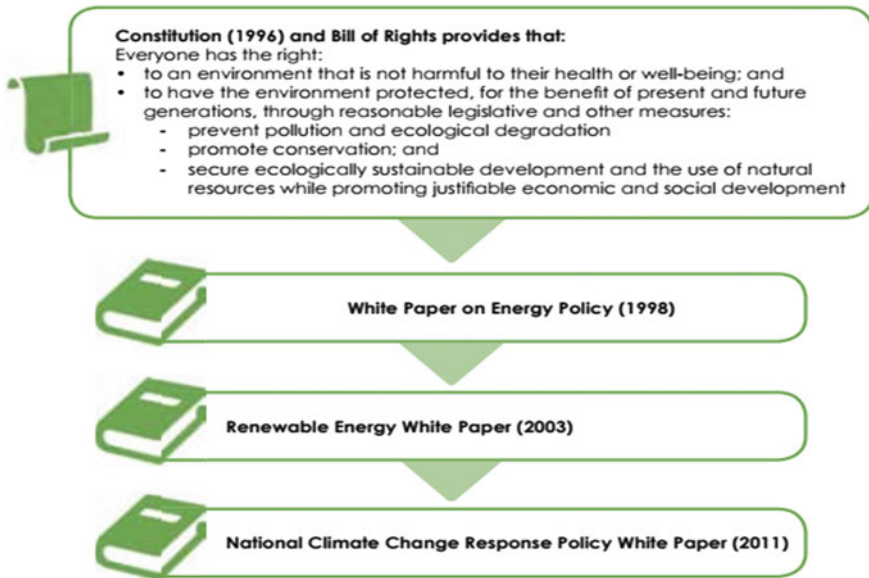 Constitution (1996) and Bill of Rights provides that:
Everyone has the right:
• to an environment that is not harmful to their health or well-being; and
• to have the environment protected, for the benefit of present and future
generations, through reasonable legislative and other measures:
- prevent pollution and ecological degradation
- promote conservation; and
- secure ecologically sustainable development and the use of natural
resources while promoting justifiable economic and social development
White Paper on Energy Policy (1998)
Renewable Energy White Paper (2003)
National Climate Change Response Policy White Paper (2011)